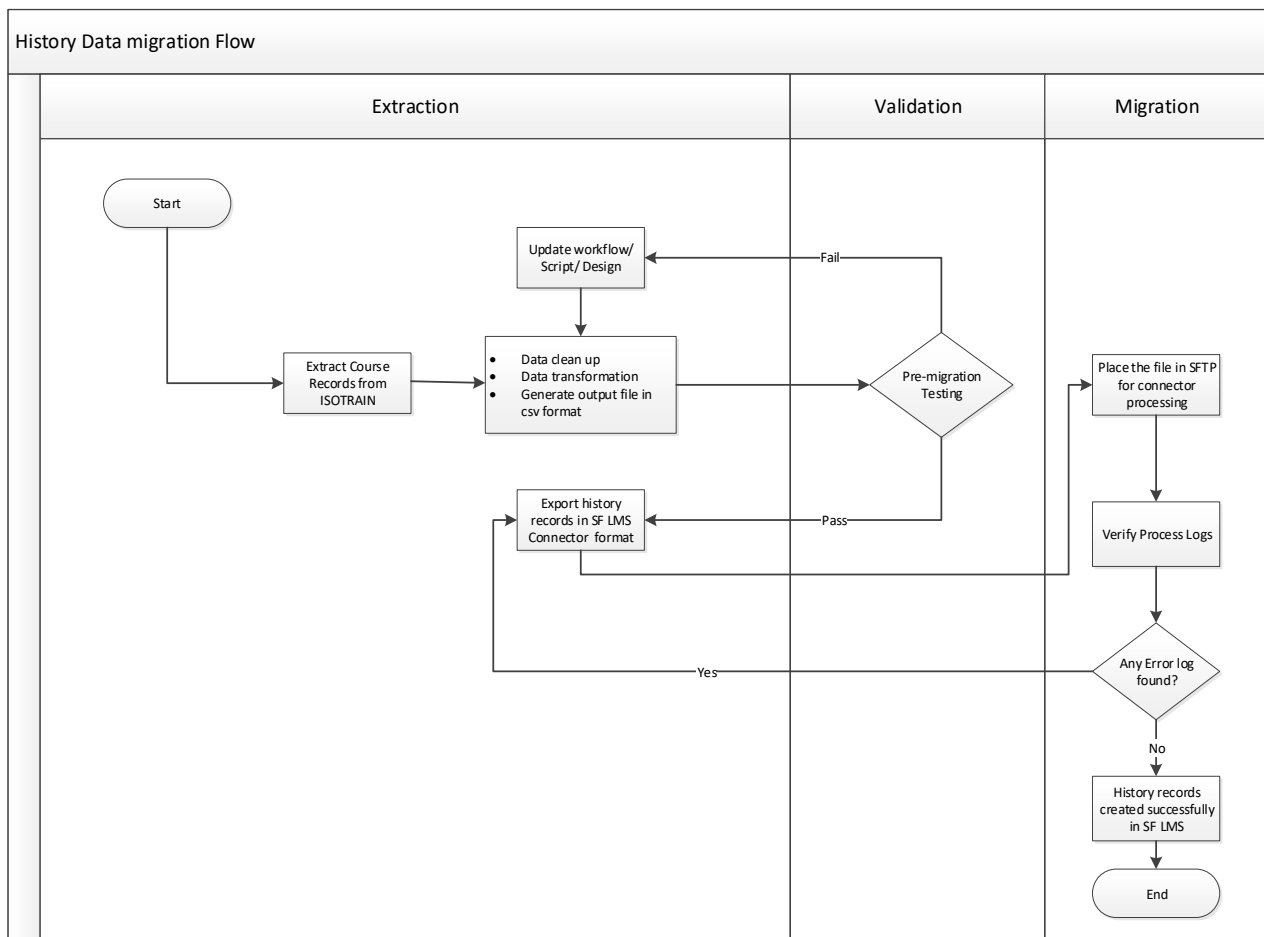 History Data migration Flow
Extraction
Validation
Migration
Start
Update workflow/
Script/ Design
Fail
Extract Course
Records from
ISOTRAIN
• Data clean up
• Data transformation
• Generate output file in
csv format
Pre-migration
Testing
Place the file in SFTP
for connector
processing
Export history
records in SF LMS
Connector format
Pass
Verify Process Logs
Any Error log
found?
Yes
No
History records
created successfully
in SF LMS
End